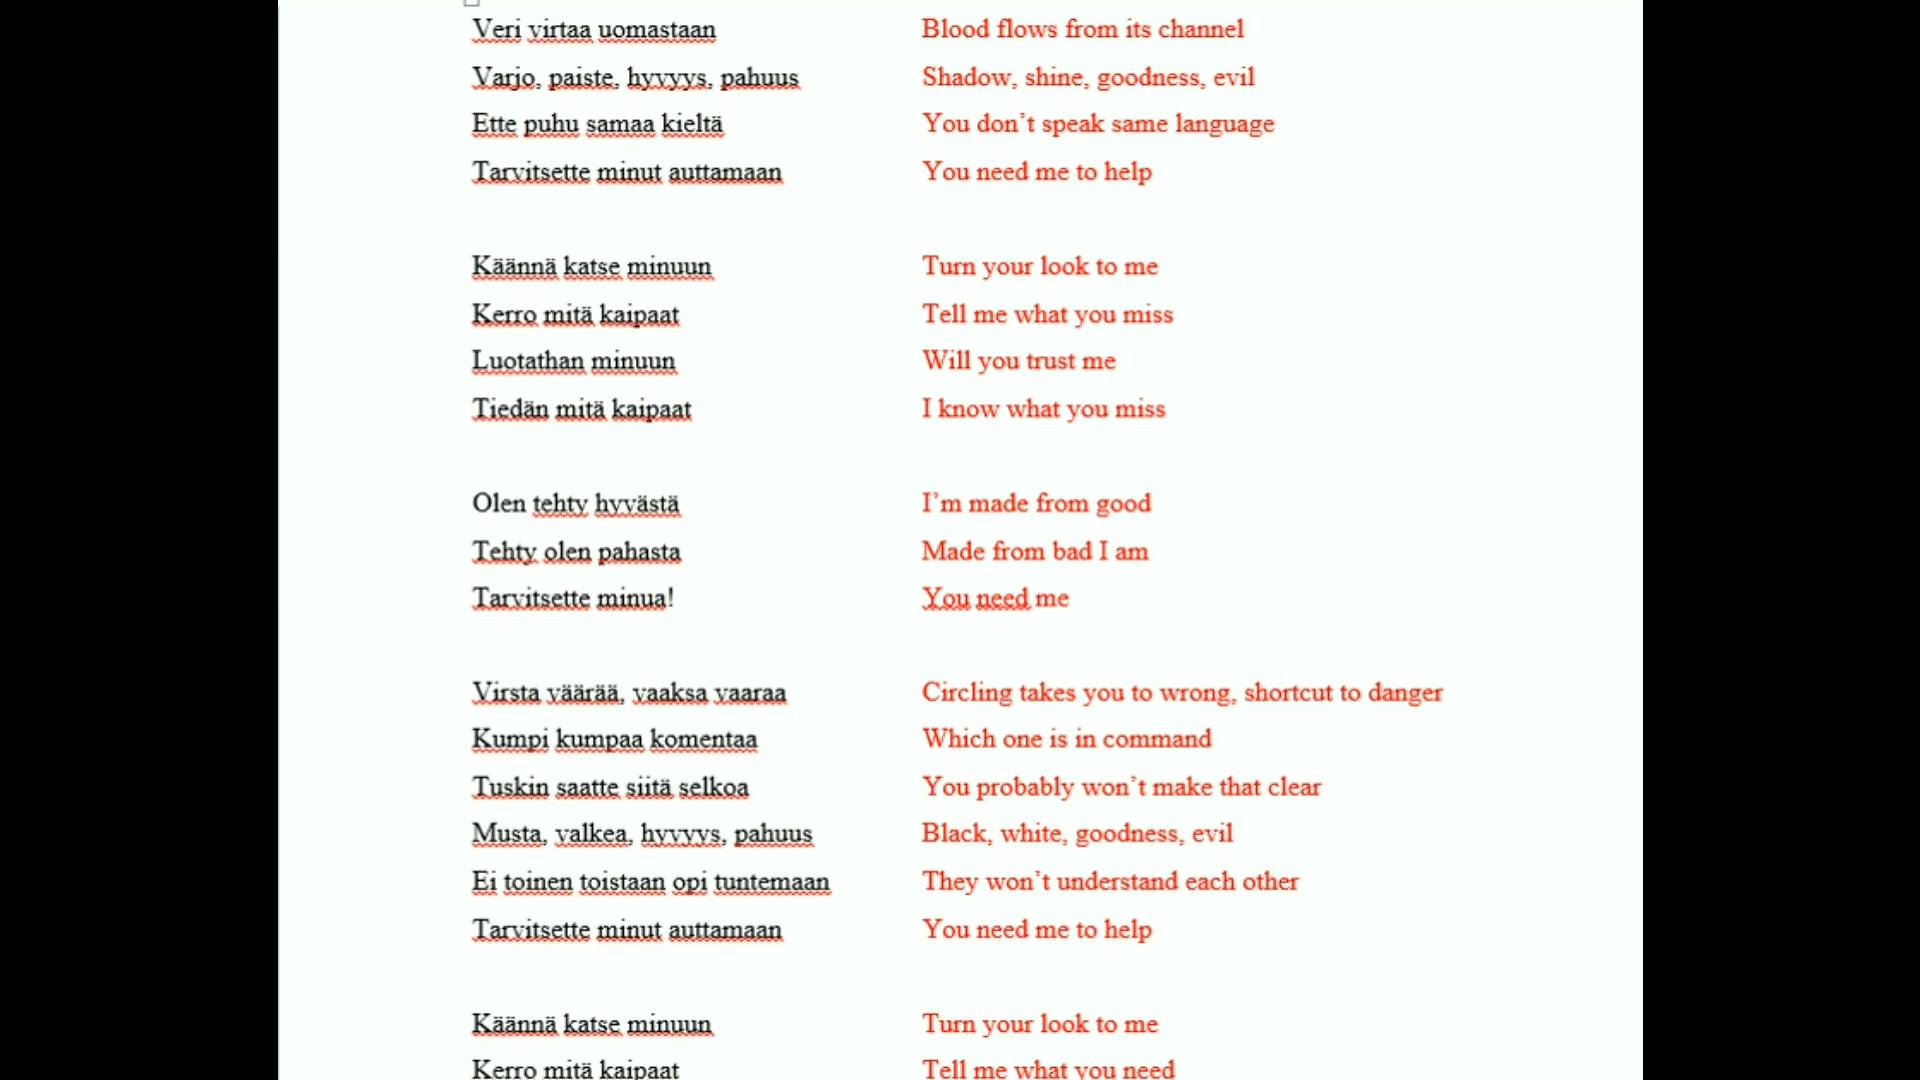 Veri virtaa uomastaan Blood flows from its channel
Varjo, paiste, hyvyys, pahuus Shadow, shine, goodness, evil
Ette puhu samaa kieltä You don’t speak same language
Tarvitsette minut auttamaan You need me to help
Käännä katse minuun Turn your look to me
Kerro mitä kaipaat Tell me what you miss
Luotathan minuun Will you trust me
Tiedän mitä kaipaat I know what you miss
Olen tehty hyvästä I’m made from good
Tehty olen pahasta Made from bad I am
Tarvitsette minua! You need me
Virsta väärää, vaaksa vaaraa Circling takes you to wrong, shortcut to danger
Kumpi kumpaa komentaa Which one is in command
Tuskin saatte siitä selkoa You probably won’t make that clear
Musta, valkea, hyvyys, pahuus Black, white, goodness, evil
Ei toinen toistaan opi tuntemaan They won’t understand each other
Tarvitsette minut auttamaan You need me to help
Käännä katse minuun Turn your look to me
Kerro mitä kaipaat Tell me what you need